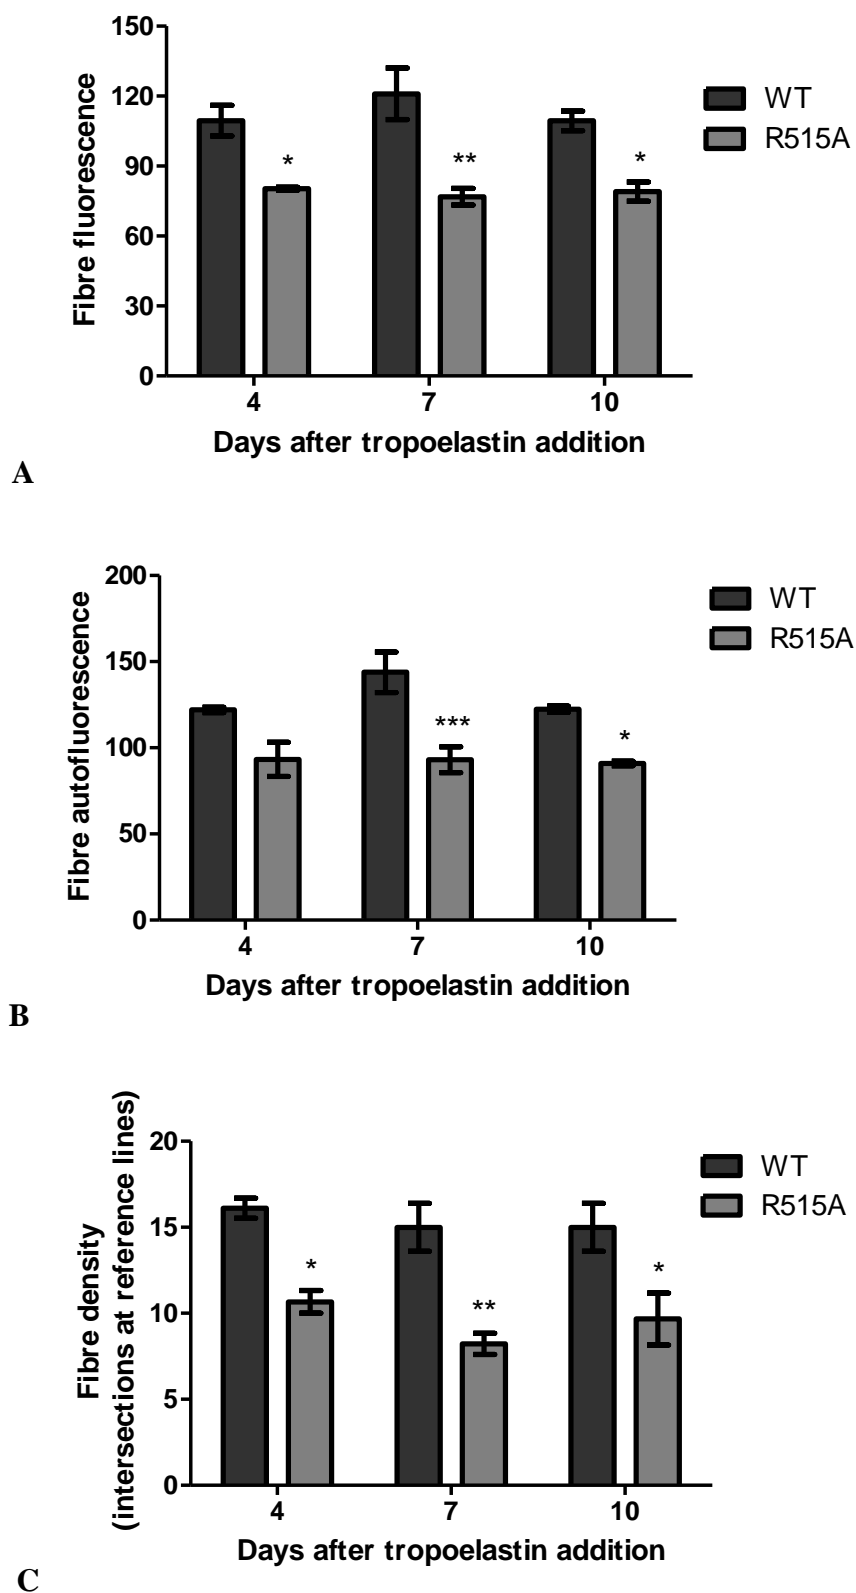 150
120
90
60
30
0
Fibre fluorescence
*
**
*
WT
R515A
4 7 10
Days after tropoelastin addition
A
200
150
100
50
0
Fibre autofluorescence
***
*
WT
R515A
4 7 10
Days after tropoelastin addition
B
20
15
10
5
0
Fibre density
(intersections at reference lines)
*
**
*
WT
R515A
4 7 10
Days after tropoelastin addition
C